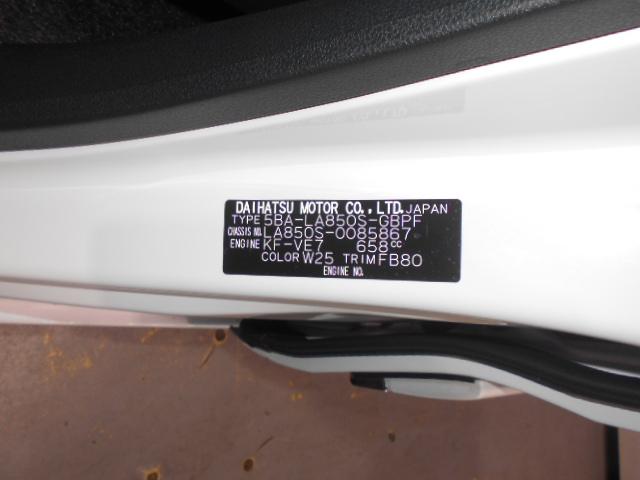 DAIHATSU MOTOR CO., LTD. JAPAN
TYPE 5BA-LA850S-GBPF
CHASSIS NO. LA850S-0085867
ENGINE KF-VE7 658cc
COLOR W25 TRIM FB80
ENGINE NO.